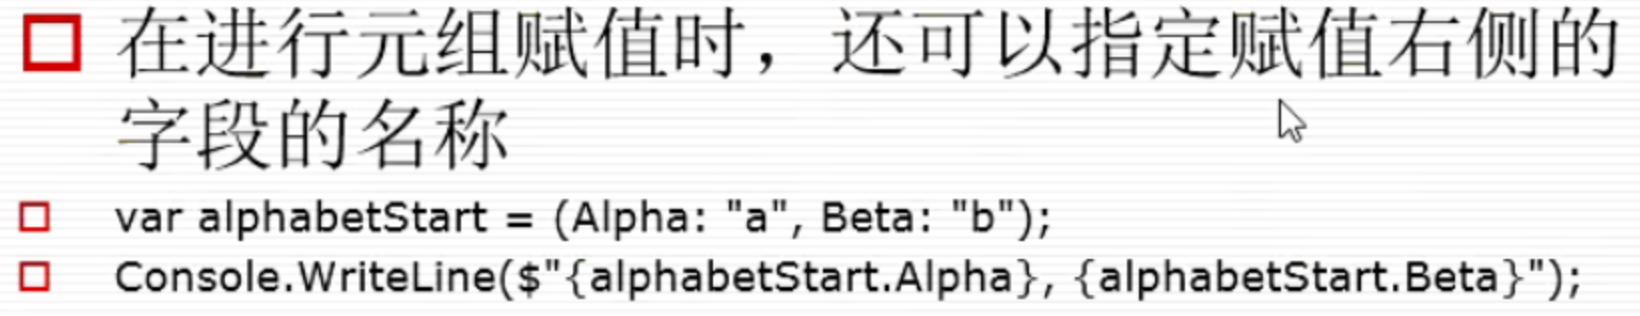 在进行元组赋值时，还可以指定赋值右侧的
字段的名称
var alphabetStart = (Alpha: "a", Beta: "b");
Console.WriteLine($"{alphabetStart.Alpha}, {alphabetStart.Beta}");